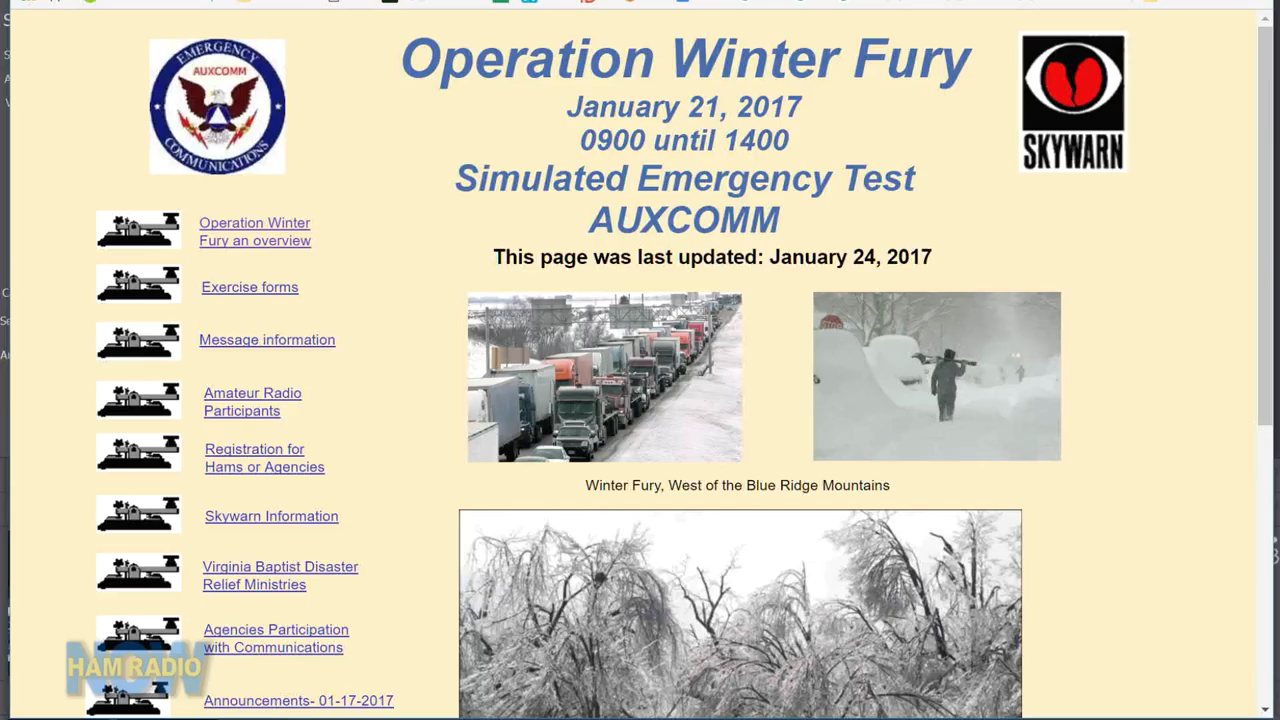 Operation Winter Fury
January 21, 2017
0900 until 1400
Simulated Emergency Test
AUXCOMM
This page was last updated: January 24, 2017
EMERGENCY
AUXCOMM
COMMUNICATIONS
SKYWARN
Operation Winter
Fury an overview
Exercise forms
Message information
Amateur Radio
Participants
Registration for
Hams or Agencies
Skywarn Information
Virginia Baptist Disaster
Relief Ministries
Agencies Participation
with Communications
Announcements- 01-17-2017
Winter Fury, West of the Blue Ridge Mountains
HAM RADIO
NOW